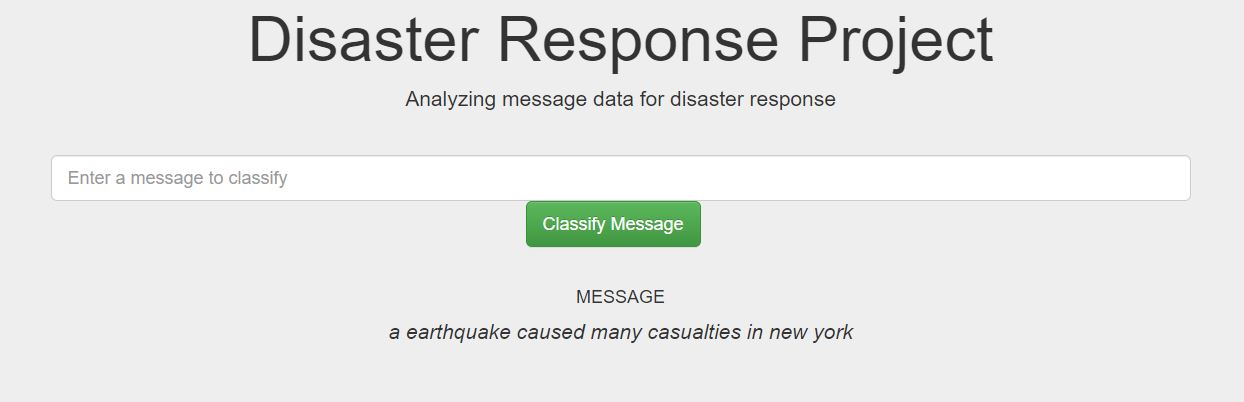 Disaster Response Project
Analyzing message data for disaster response
Enter a message to classify
Classify Message
MESSAGE
a earthquake caused many casualties in new york